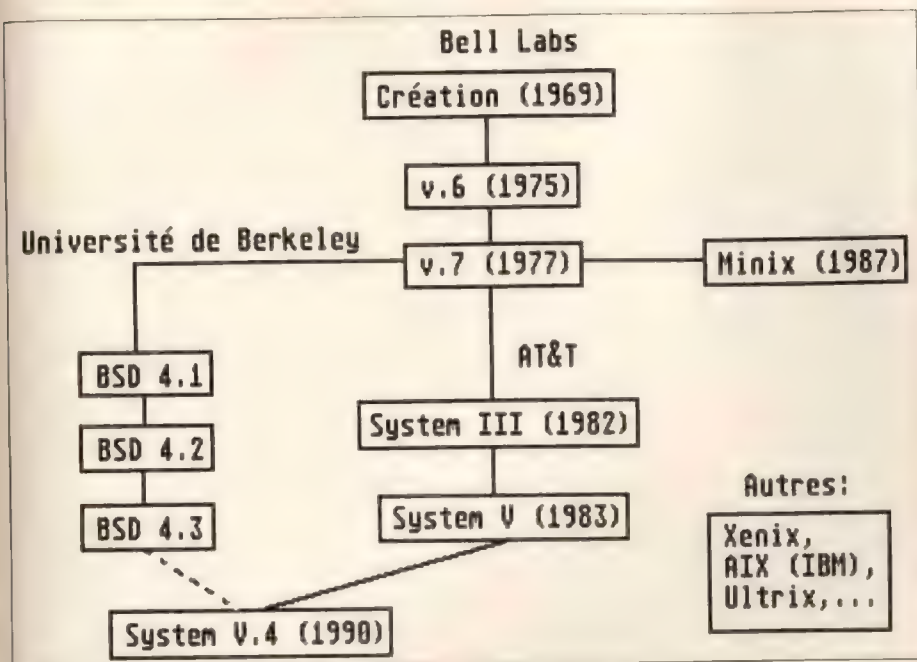 Bell Labs
Création (1969)
v.6 (1975)
Université de Berkeley
v.7 (1977)
Minix (1987)
AT&T
BSD 4.1
System III (1982)
BSD 4.2
System V (1983)
BSD 4.3
Autres:
Xenix,
AIX (IBM),
Ultrix,...
System V.4 (1990)